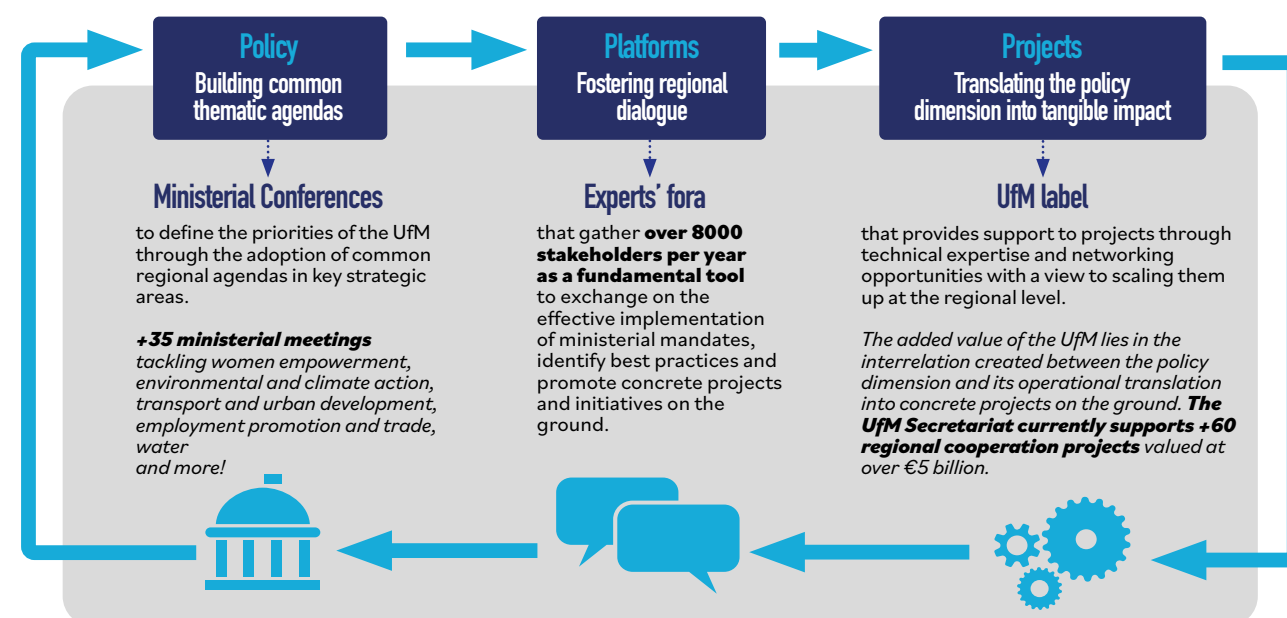 Policy
Building common
thematic agendas
Ministerial Conferences
to define the priorities of the UfM
through the adoption of common
regional agendas in key strategic
areas.
+35 ministerial meetings
tackling women empowerment,
environmental and climate action,
transport and urban development,
employment promotion and trade,
water
and more!
Platforms
Fostering regional
dialogue
Experts' fora
that gather over 8000
stakeholders per year
as a fundamental tool
to exchange on the
effective implementation
of ministerial mandates,
identify best practices and
promote concrete projects
and initiatives on the
ground.
Projects
Translating the policy
dimension into tangible impact
UfM label
that provides support to projects through
technical expertise and networking
opportunities with a view to scaling them
up at the regional level.
The added value of the UfM lies in the
interrelation created between the policy
dimension and its operational translation
into concrete projects on the ground. The
UfM Secretariat currently supports +60
regional cooperation projects valued at
over €5 billion.